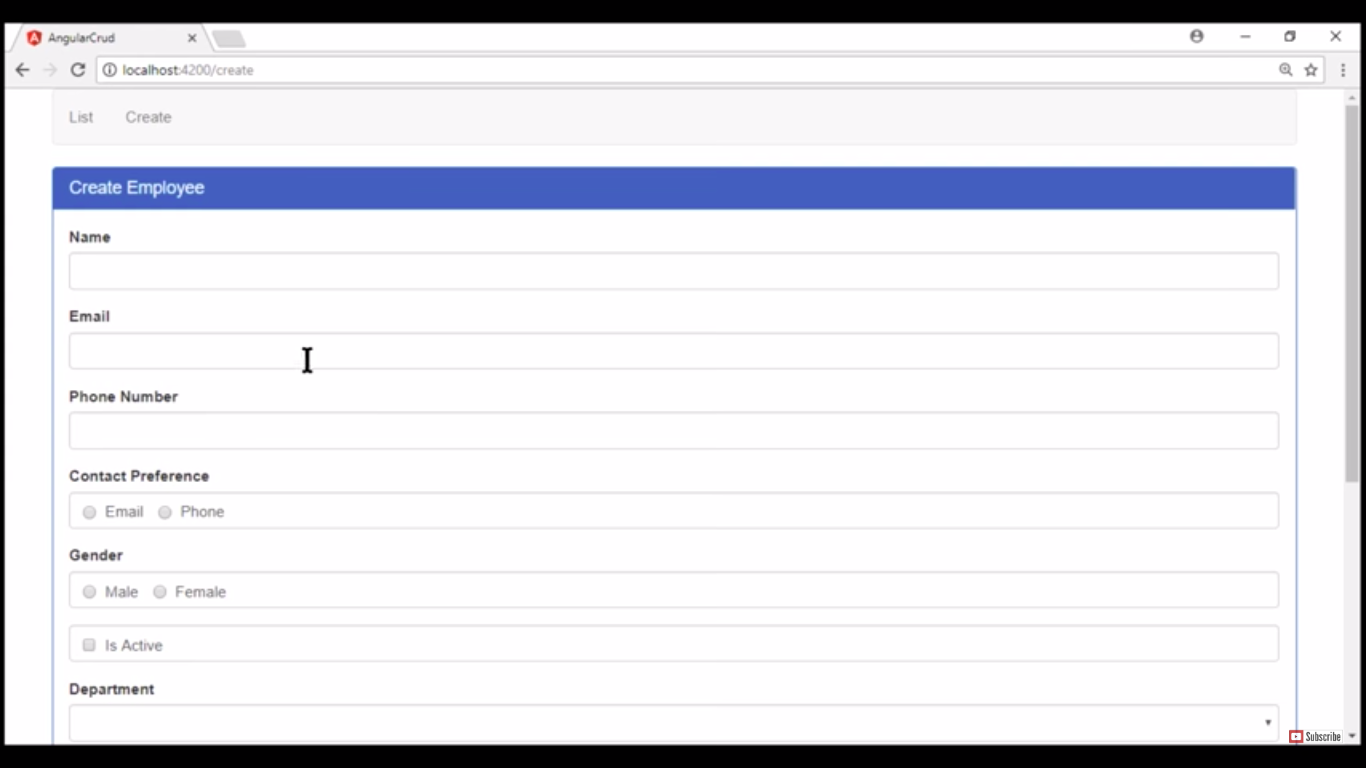 AngularCrud
localhost:4200/create
List Create
Create Employee
Name
Email
Phone Number
Contact Preference
Email Phone
Gender
Male Female
Is Active
Department
Subscribe